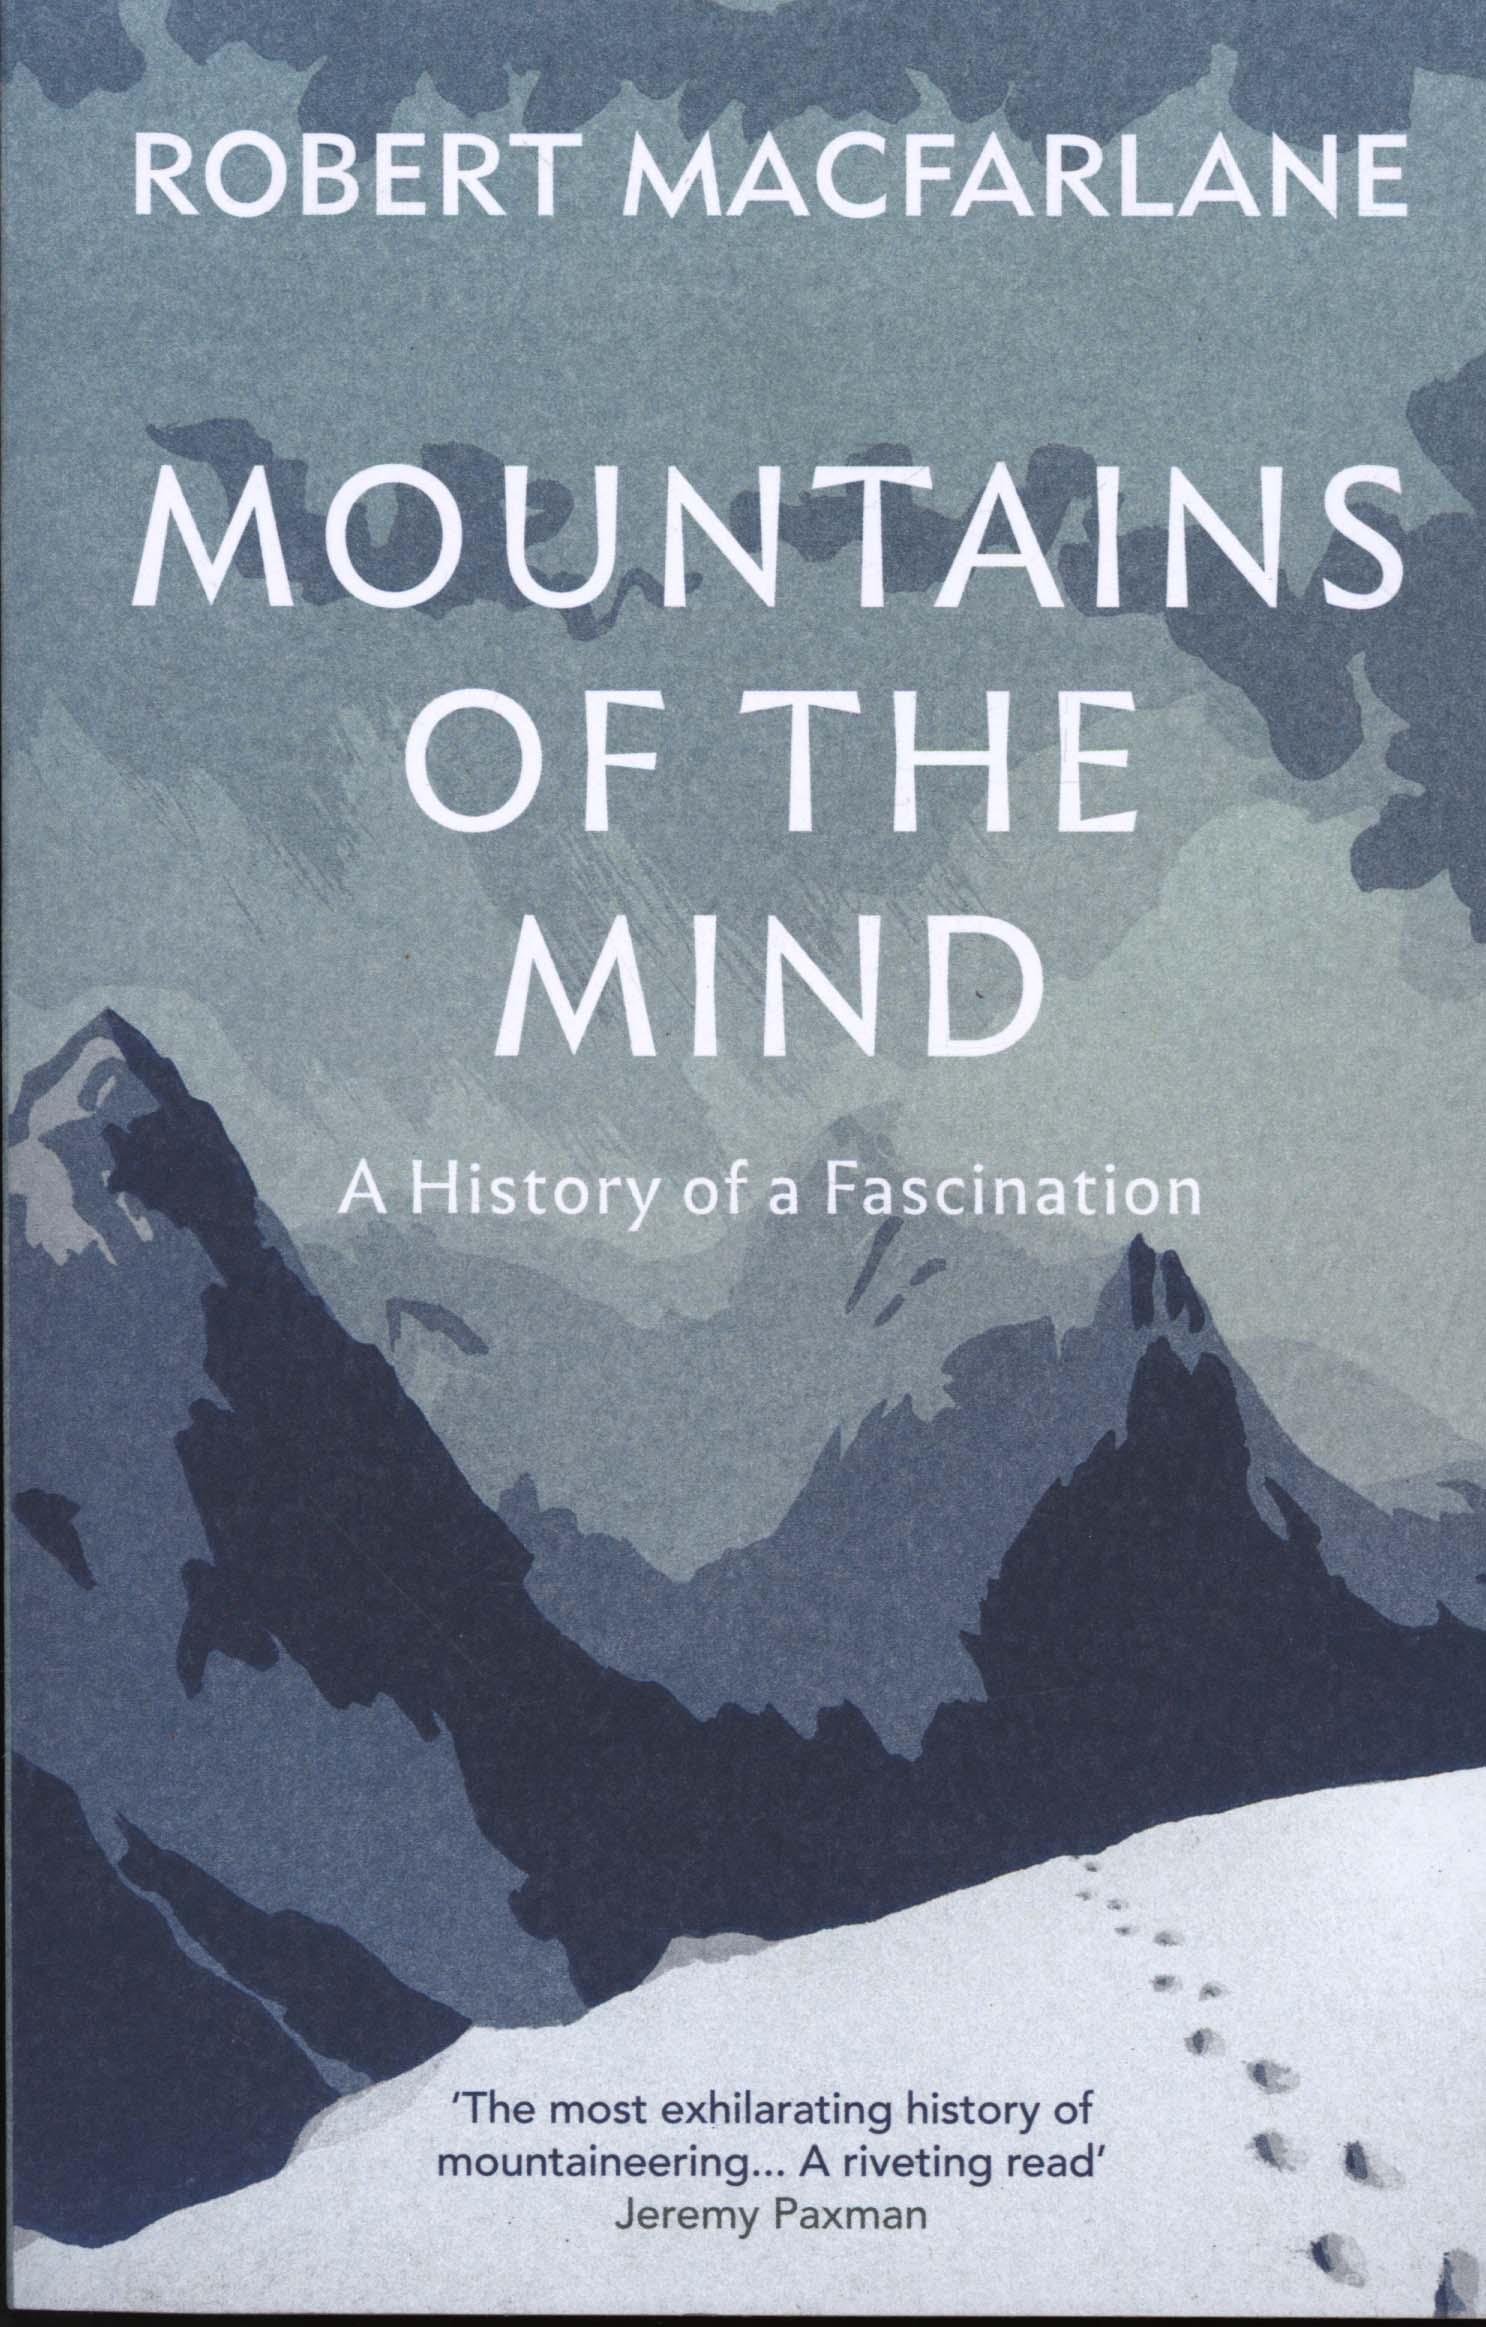 ROBERT MACFARLANE
MOUNTAINS
OF THE
MIND
A History of a Fascination
‘The most exhilarating history of
mountaineering... A riveting read’
Jeremy Paxman